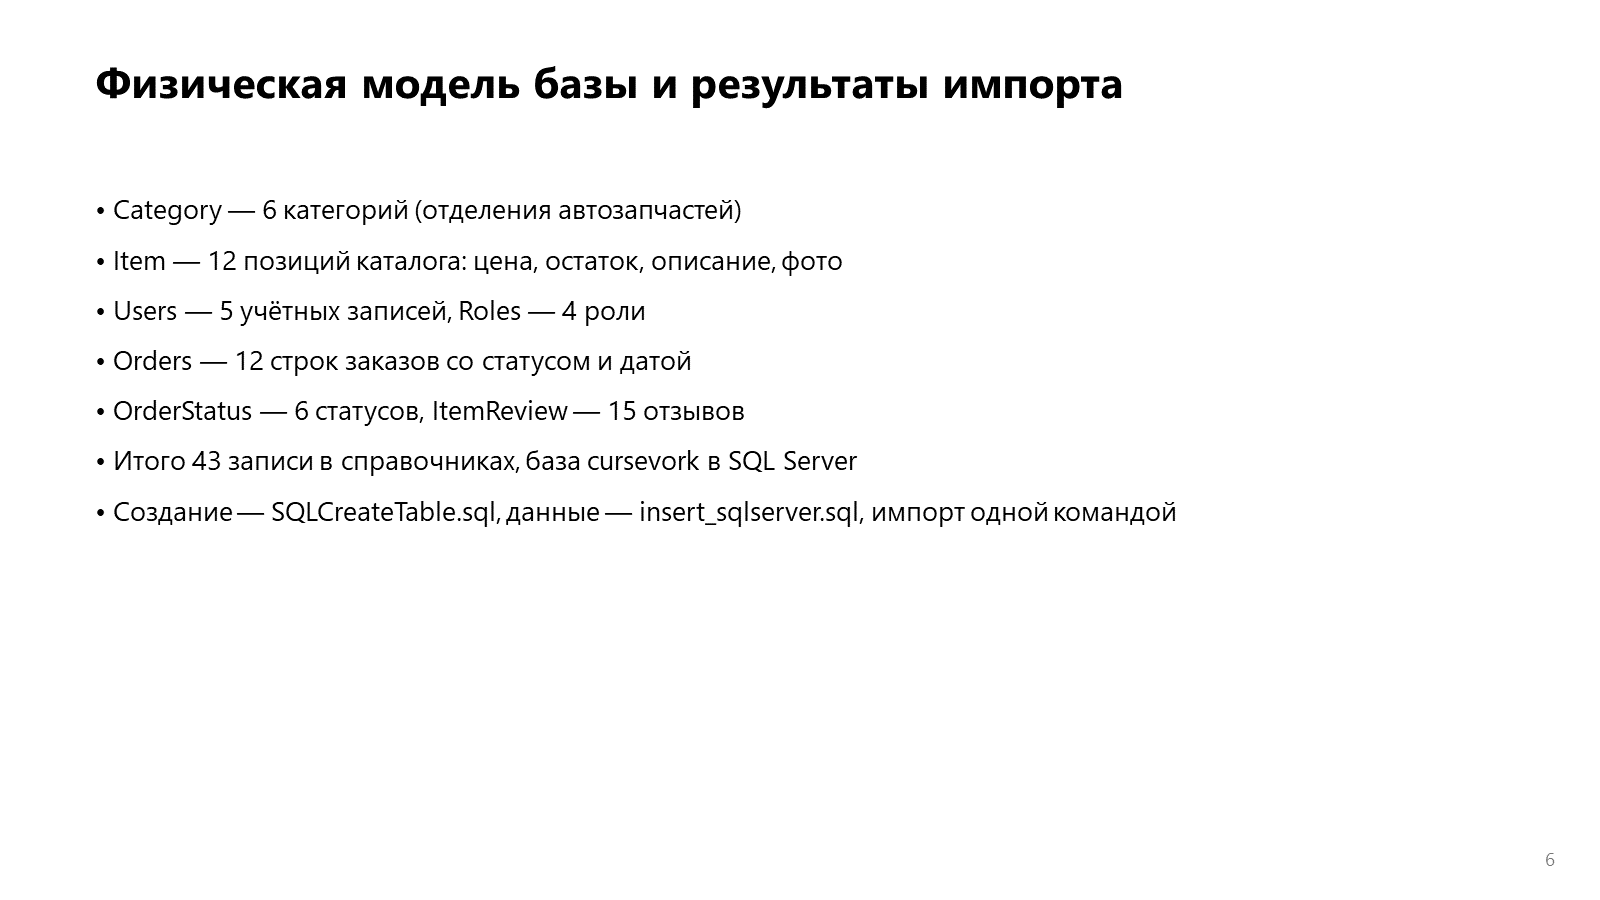 Физическая модель базы и результаты импорта
• Category — 6 категорий (отделения автозапчастей)
• Item — 12 позиций каталога: цена, остаток, описание, фото
• Users — 5 учётных записей, Roles — 4 роли
• Orders — 12 строк заказов со статусом и датой
• OrderStatus — 6 статусов, ItemReview — 15 отзывов
• Итого 43 записи в справочниках, база cursevork в SQL Server
• Создание — SQLCreateTable.sql, данные — insert_sqlserver.sql, импорт одной командой
6